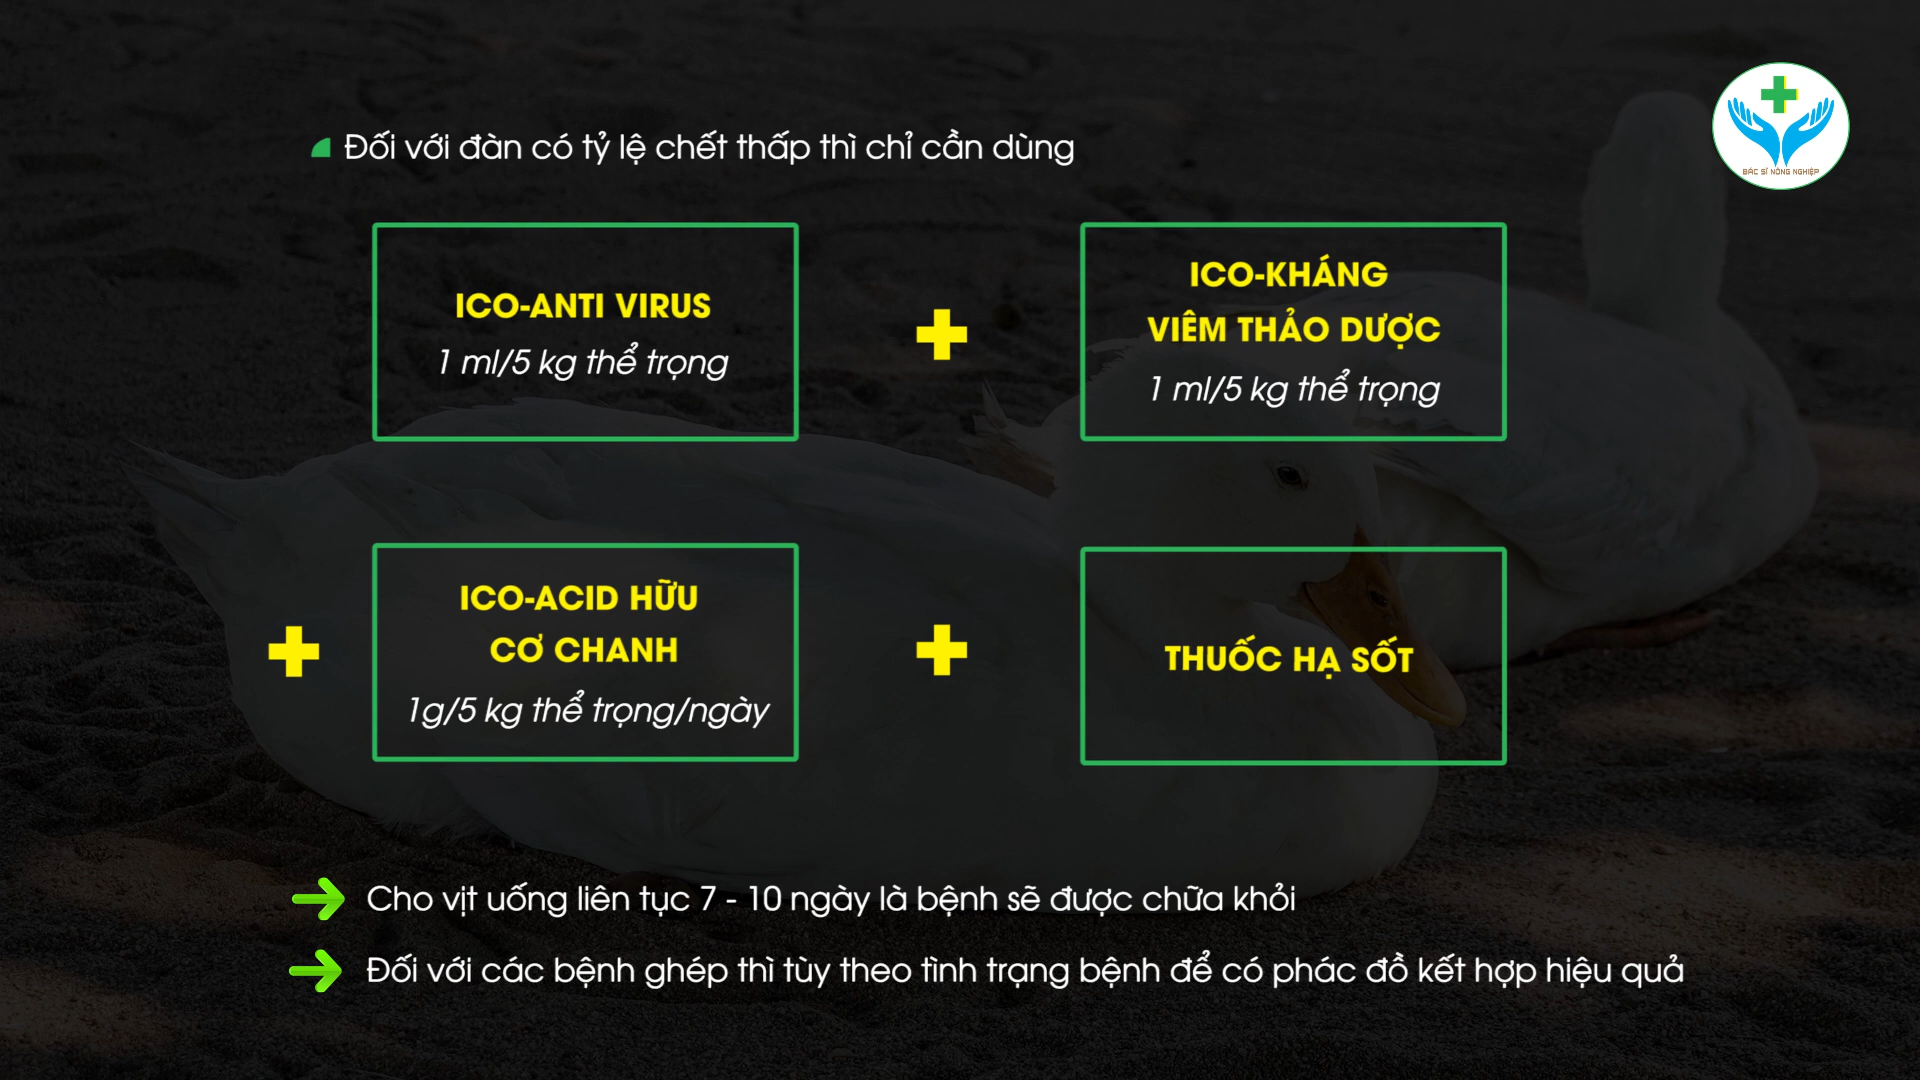 BÁC SĨ NÔNG NGHIỆP
Đối với đàn có tỷ lệ chết thấp thì chỉ cần dùng
ICO-ANTI VIRUS
1 ml/5 kg thể trọng
ICO-KHÁNG
VIÊM THẢO DƯỢC
1 ml/5 kg thể trọng
ICO-ACID HỮU
CƠ CHANH
1g/5 kg thể trọng/ngày
THUỐC HẠ SỐT
Cho vịt uống liên tục 7 - 10 ngày là bệnh sẽ được chữa khỏi
Đối với các bệnh ghép thì tùy theo tình trạng bệnh để có phác đồ kết hợp hiệu quả